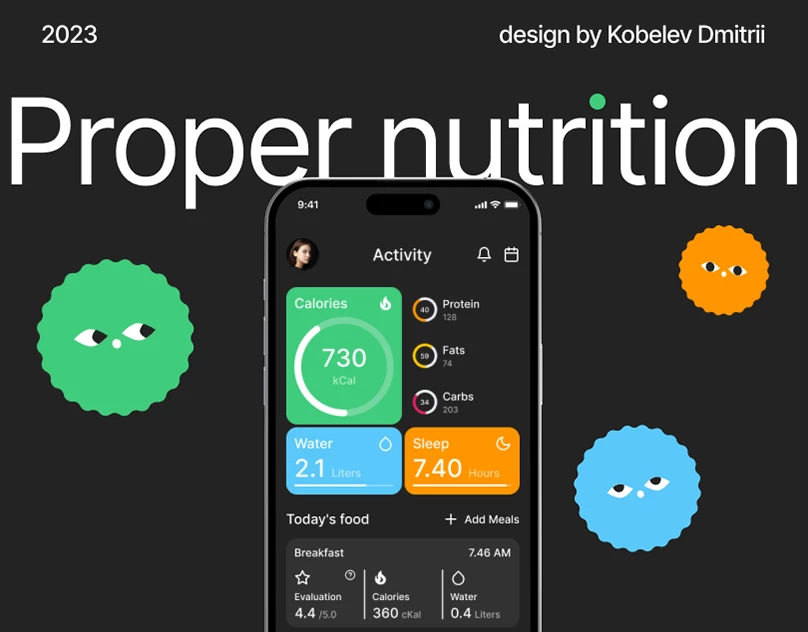 2023
design by Kobelev Dmitrii
Proper nutrition
9:41
Activity
Calories
730
kCal
40
Protein
128
59
Fats
74
34
Carbs
203
Water
2.1 Liters
Sleep
7.40 Hours
Today's food
+ Add Meals
Breakfast
7.46 AM
?
Evaluation
4.4 /5.0
Calories
360 cKal
Water
0.4 Liters